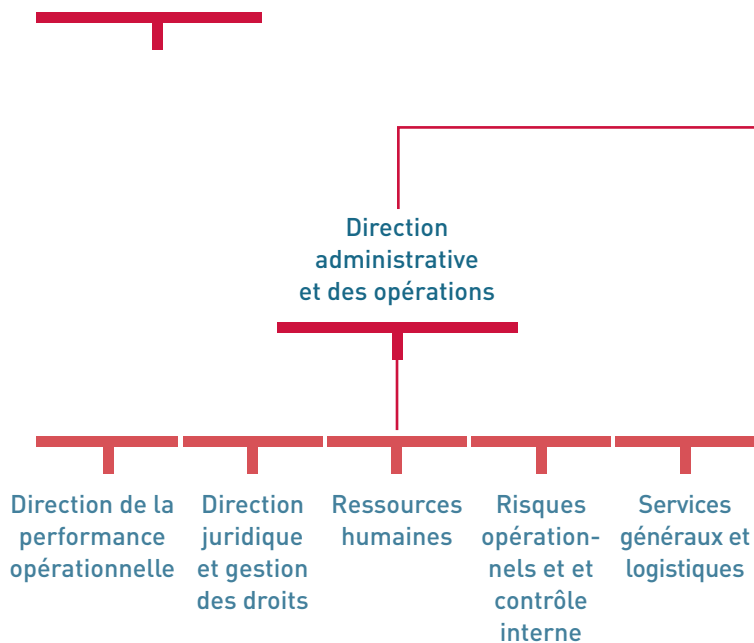 Direction
administrative
et des opérations
Direction de la
performance
opérationnelle
Direction
juridique
et gestion
des droits
Ressources
humaines
Risques
opération-
nels et et
contrôle
interne
Services
généraux et
logistiques